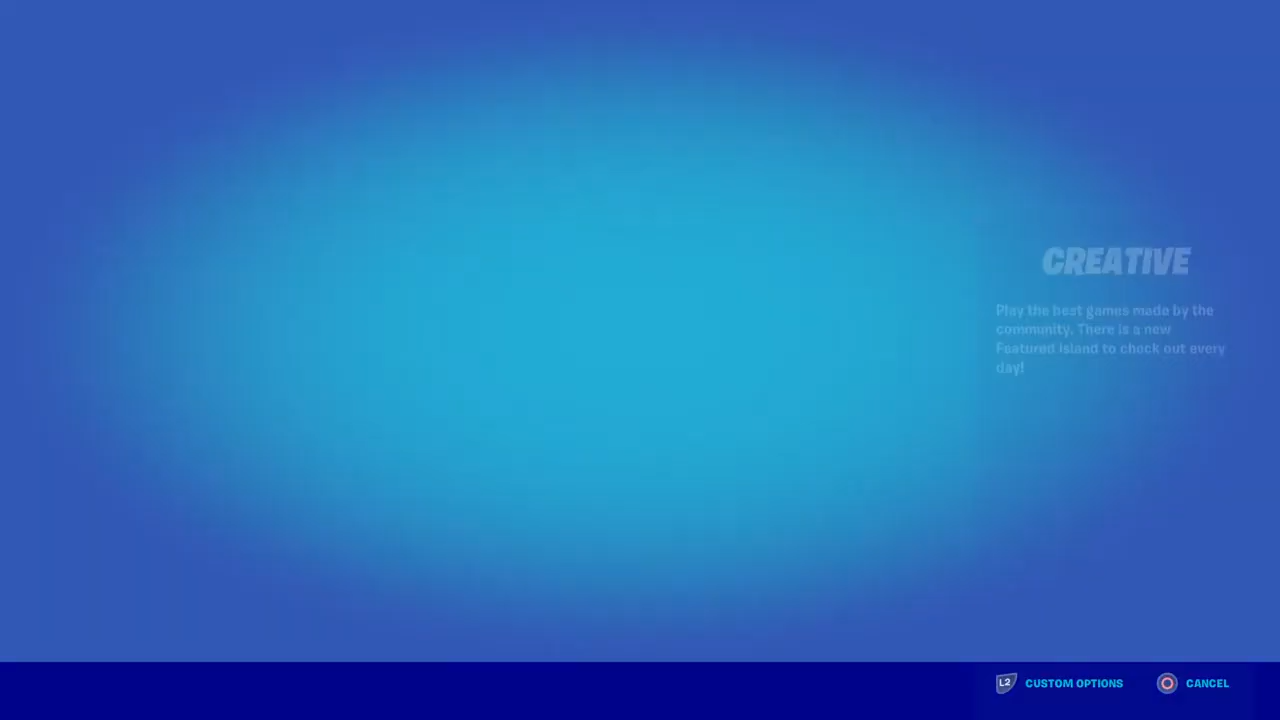 CREATIVE
Play the best games made by the
community. There is a new
Featured island to check out every
day!
L2 CUSTOM OPTIONS CANCEL